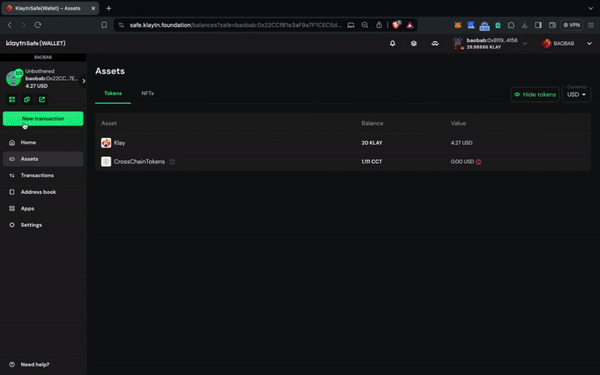 KlaytnSafe{Wallet} – Assets
safe.klaytn.foundation/balances?safe=baobab:0x22CCf81e3aF9a7F1CEC5d...
VPN
klaytnSafe{WALLET}
baobab:0x8119...4156
29.98686 KLAY
BAOBAB
BAOBAB
Unbothered
baobab:0x22CC...7E...
4.27 USD
New transaction
Home
Assets
Transactions
Address book
Apps
Settings
Need help?
Assets
Tokens
NFTs
Hide tokens
Currency
USD
Asset
Balance
Value
Klay
20 KLAY
4.27 USD
CrossChainTokens
1,111 CCT
0.00 USD